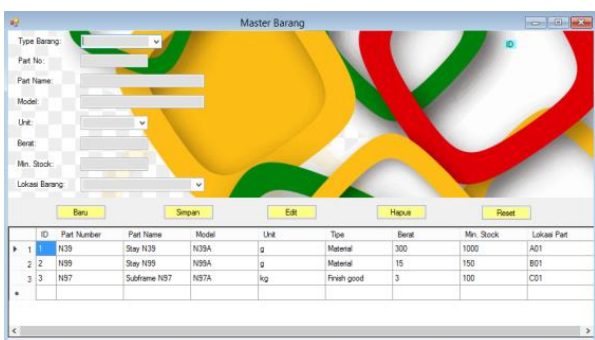 Master Barang
Type Barang:
ID
Part No:
Part Name:
Model:
Unit:
Berat:
Min. Stock:
Lokasi Barang:
Baru Simpan Edit Hapus Reset
ID Part Number Part Name Model Unit Tipe Berat Min. Stock Lokasi Part
1 1 N39 Stay N39 N39A g Material 300 1000 A01
2 2 N99 Stay N99 N99A g Material 15 150 B01
3 3 N97 Subframe N97 N97A kg Finish good 3 100 C01